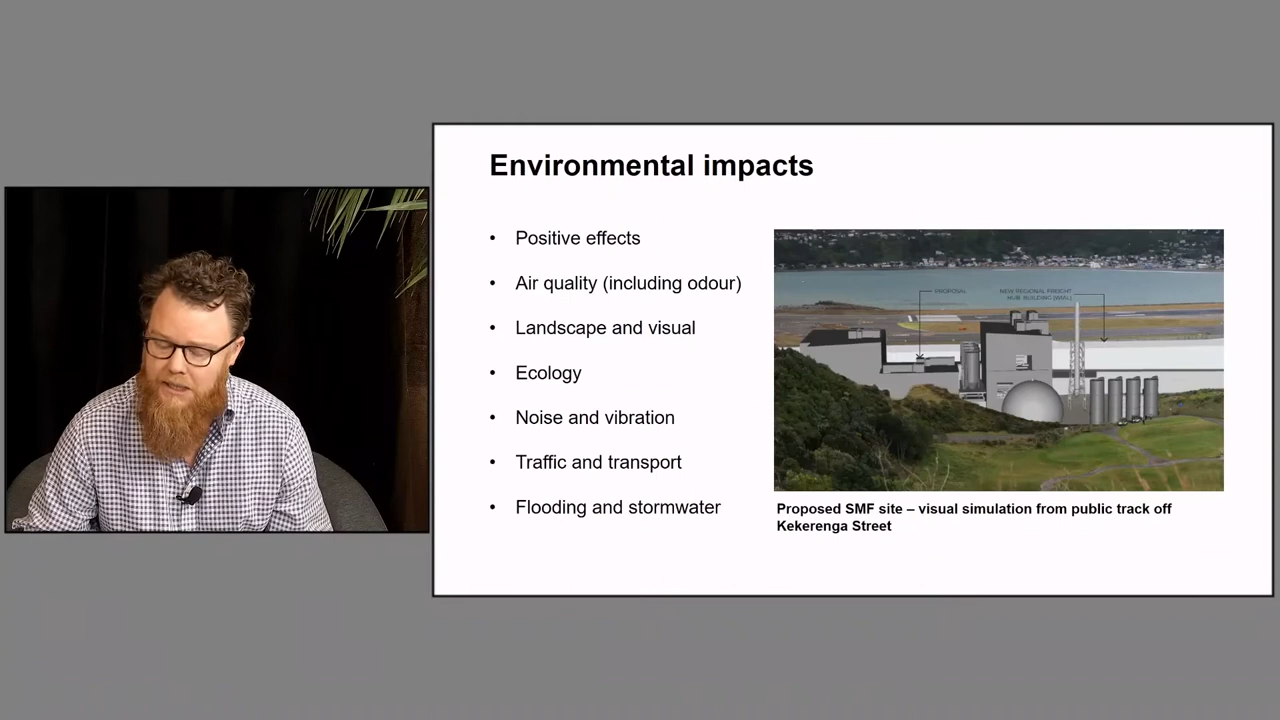 Environmental impacts
• Positive effects
• Air quality (including odour)
• Landscape and visual
• Ecology
• Noise and vibration
• Traffic and transport
• Flooding and stormwater
PROPOSAL
NEW REGIONAL FREIGHT
HUB BUILDING (WIAL)
Proposed SMF site – visual simulation from public track off
Kekerenga Street